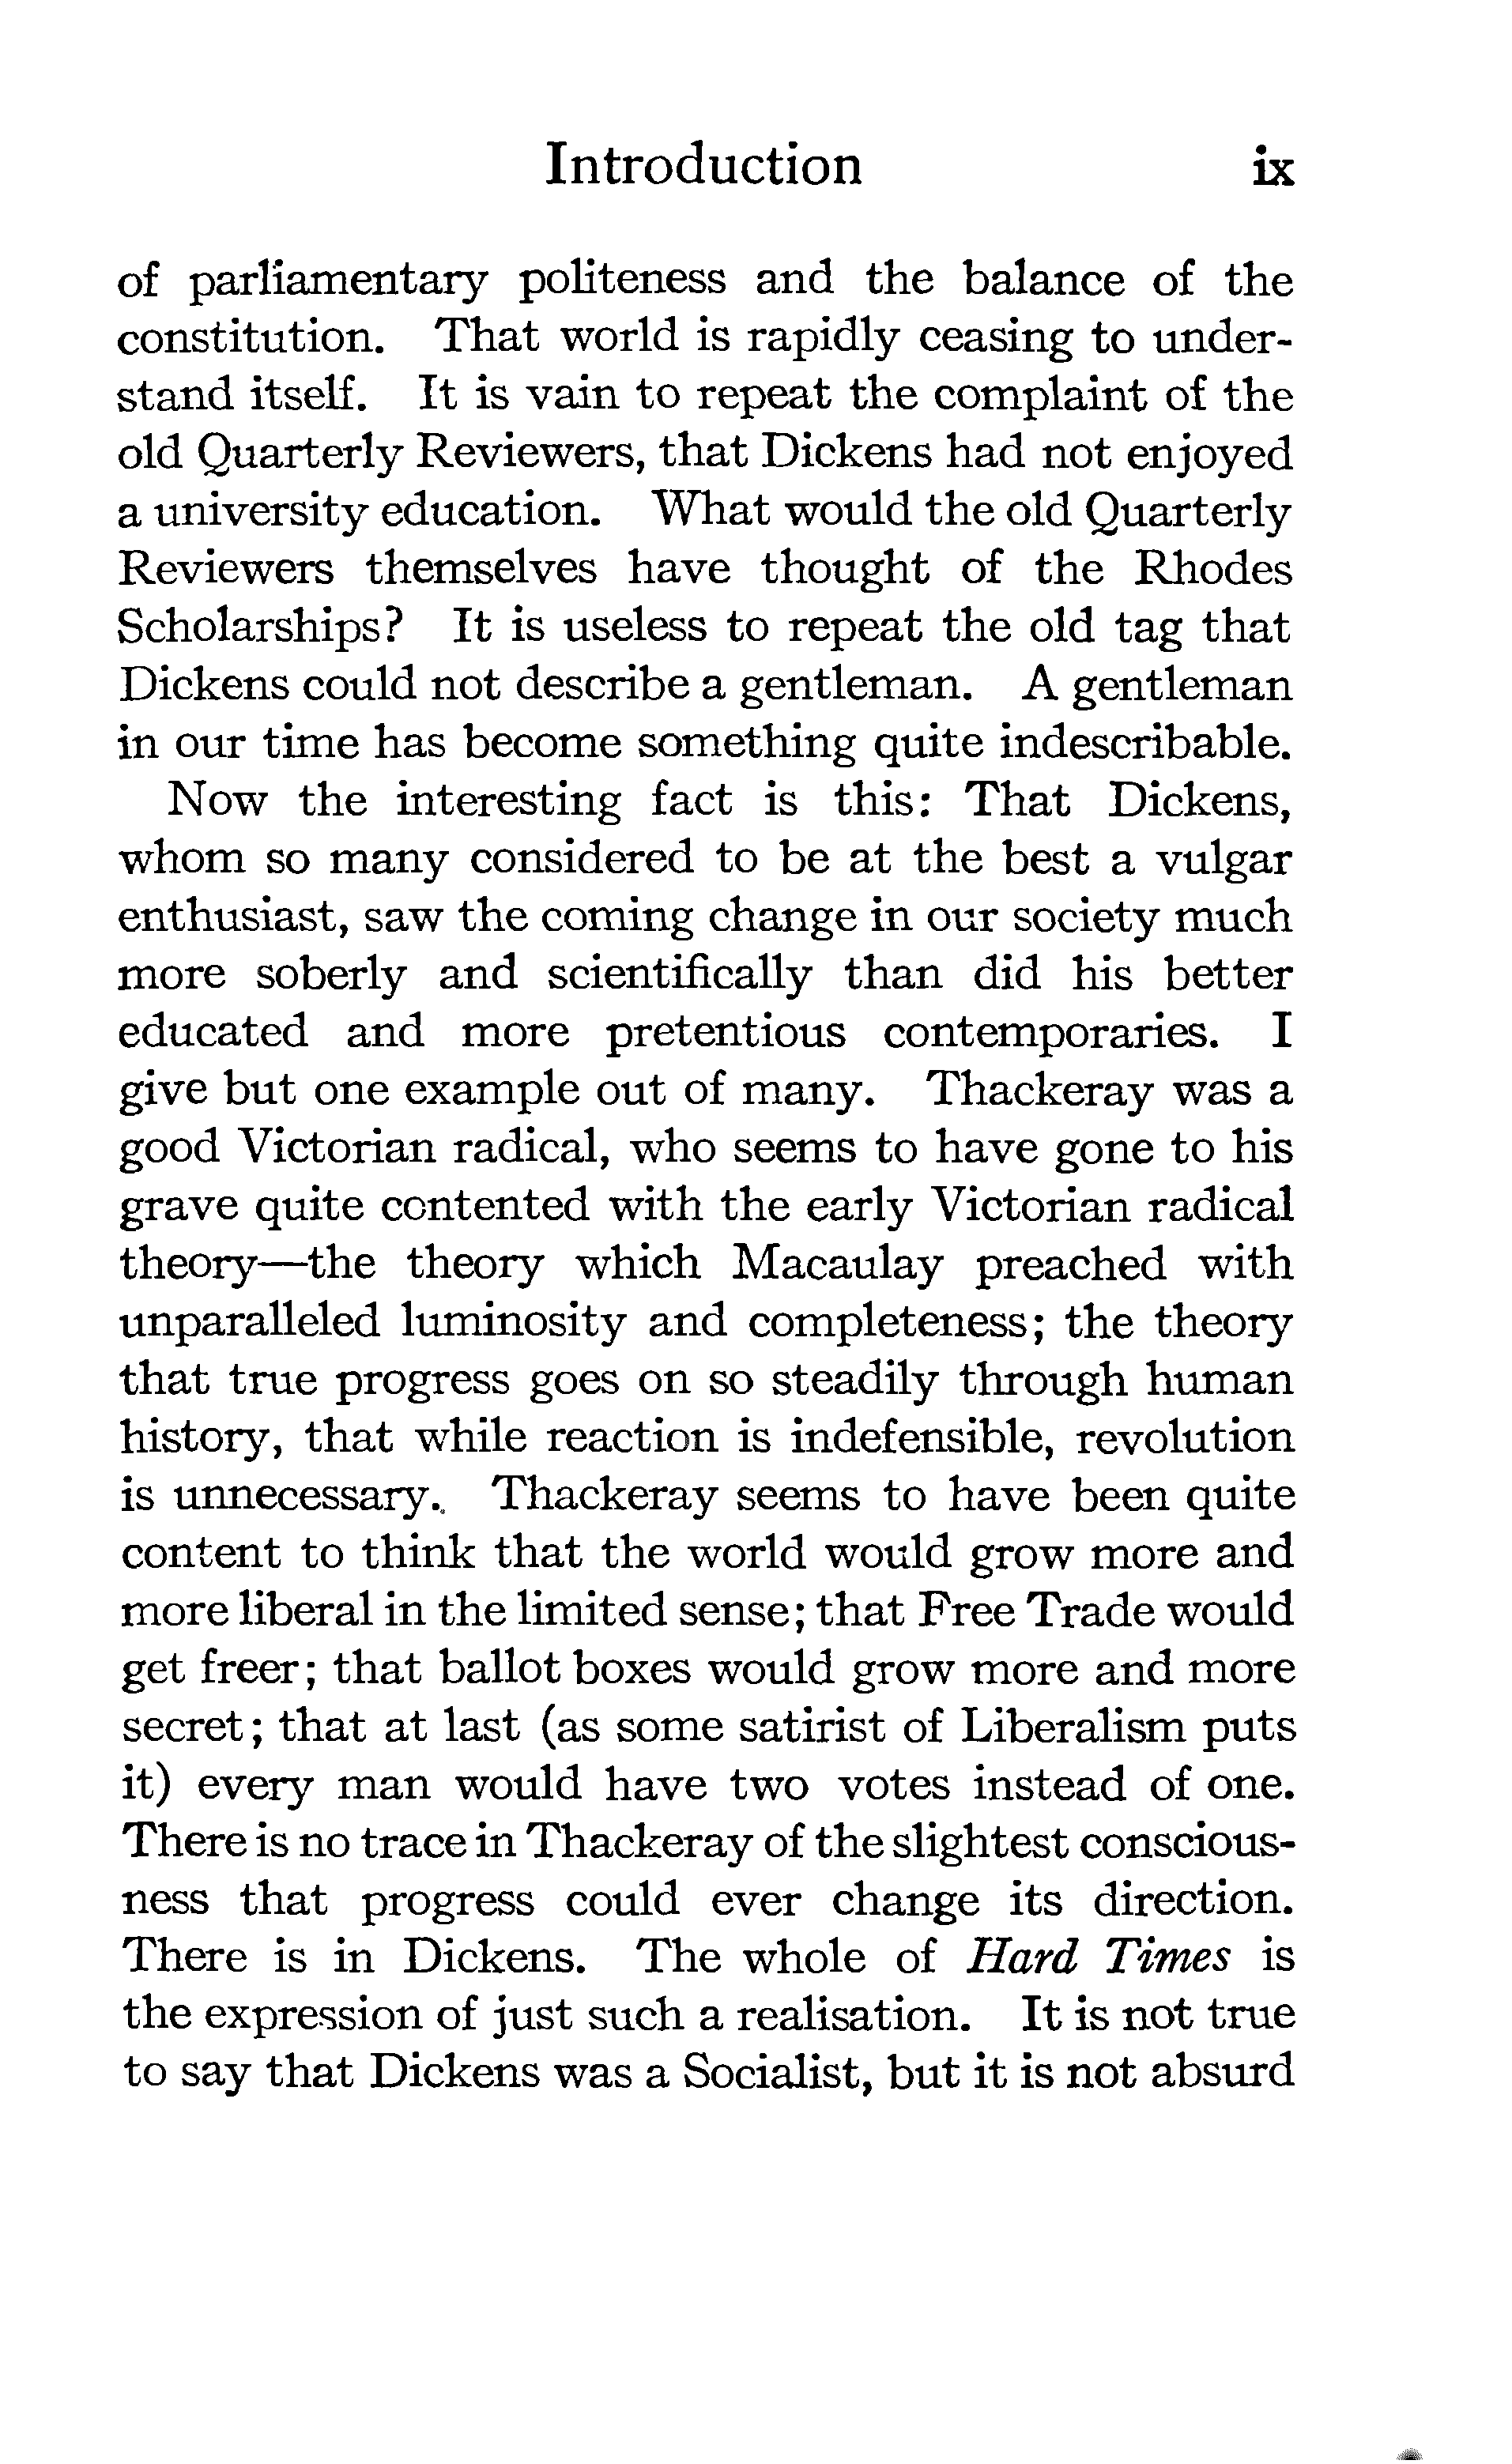 Introduction ix
of parliamentary politeness and the balance of the
constitution. That world is rapidly ceasing to under-
stand itself. It is vain to repeat the complaint of the
old Quarterly Reviewers, that Dickens had not enjoyed
a university education. What would the old Quarterly
Reviewers themselves have thought of the Rhodes
Scholarships? It is useless to repeat the old tag that
Dickens could not describe a gentleman. A gentleman
in our time has become something quite indescribable.
Now the interesting fact is this: That Dickens,
whom so many considered to be at the best a vulgar
enthusiast, saw the coming change in our society much
more soberly and scientifically than did his better
educated and more pretentious contemporaries. I
give but one example out of many. Thackeray was a
good Victorian radical, who seems to have gone to his
grave quite contented with the early Victorian radical
theory—the theory which Macaulay preached with
unparalleled luminosity and completeness; the theory
that true progress goes on so steadily through human
history, that while reaction is indefensible, revolution
is unnecessary. Thackeray seems to have been quite
content to think that the world would grow more and
more liberal in the limited sense; that Free Trade would
get freer; that ballot boxes would grow more and more
secret; that at last (as some satirist of Liberalism puts
it) every man would have two votes instead of one.
There is no trace in Thackeray of the slightest conscious-
ness that progress could ever change its direction.
There is in Dickens. The whole of Hard Times is
the expression of just such a realisation. It is not true
to say that Dickens was a Socialist, but it is not absurd